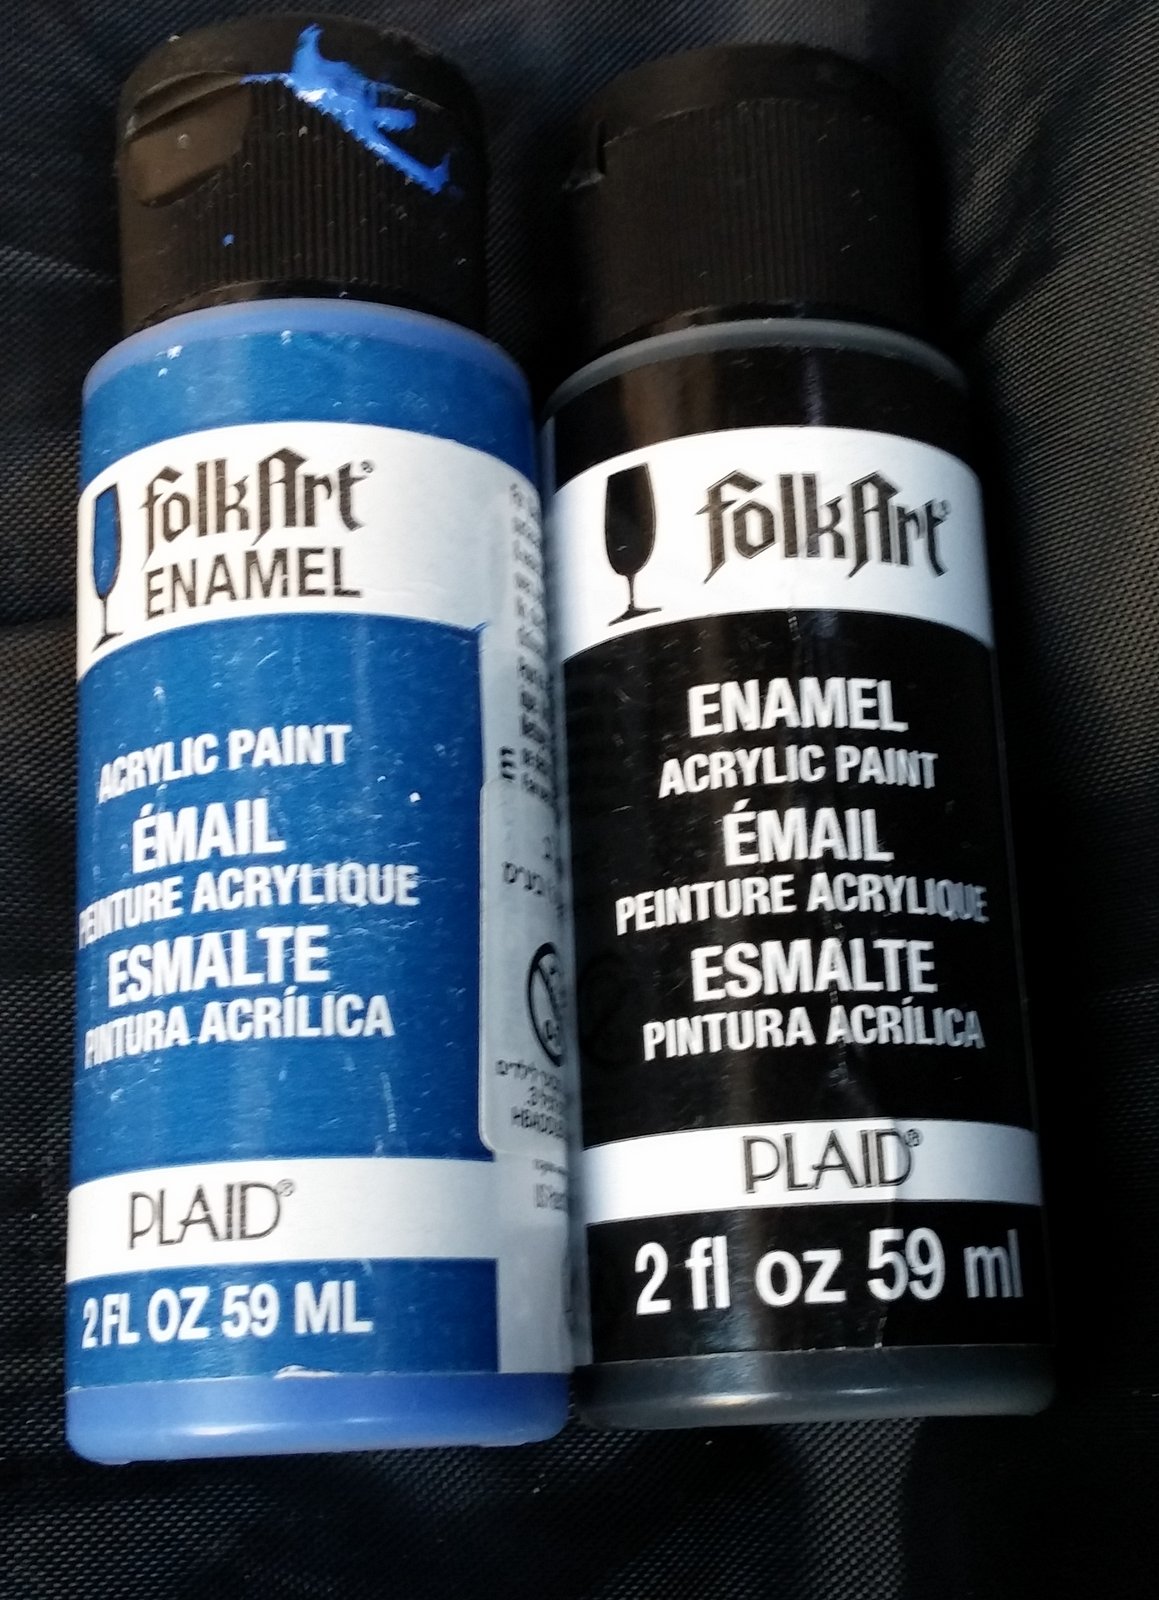 folkArt®
ENAMEL
ACRYLIC PAINT
ÉMAIL
PEINTURE ACRYLIQUE
ESMALTE
PINTURA ACRÍLICA
PLAID®
2 FL OZ 59 ML
folkArt®
ENAMEL
ACRYLIC PAINT
ÉMAIL
PEINTURE ACRYLIQUE
ESMALTE
PINTURA ACRÍLICA
PLAID®
2 fl oz 59 ml